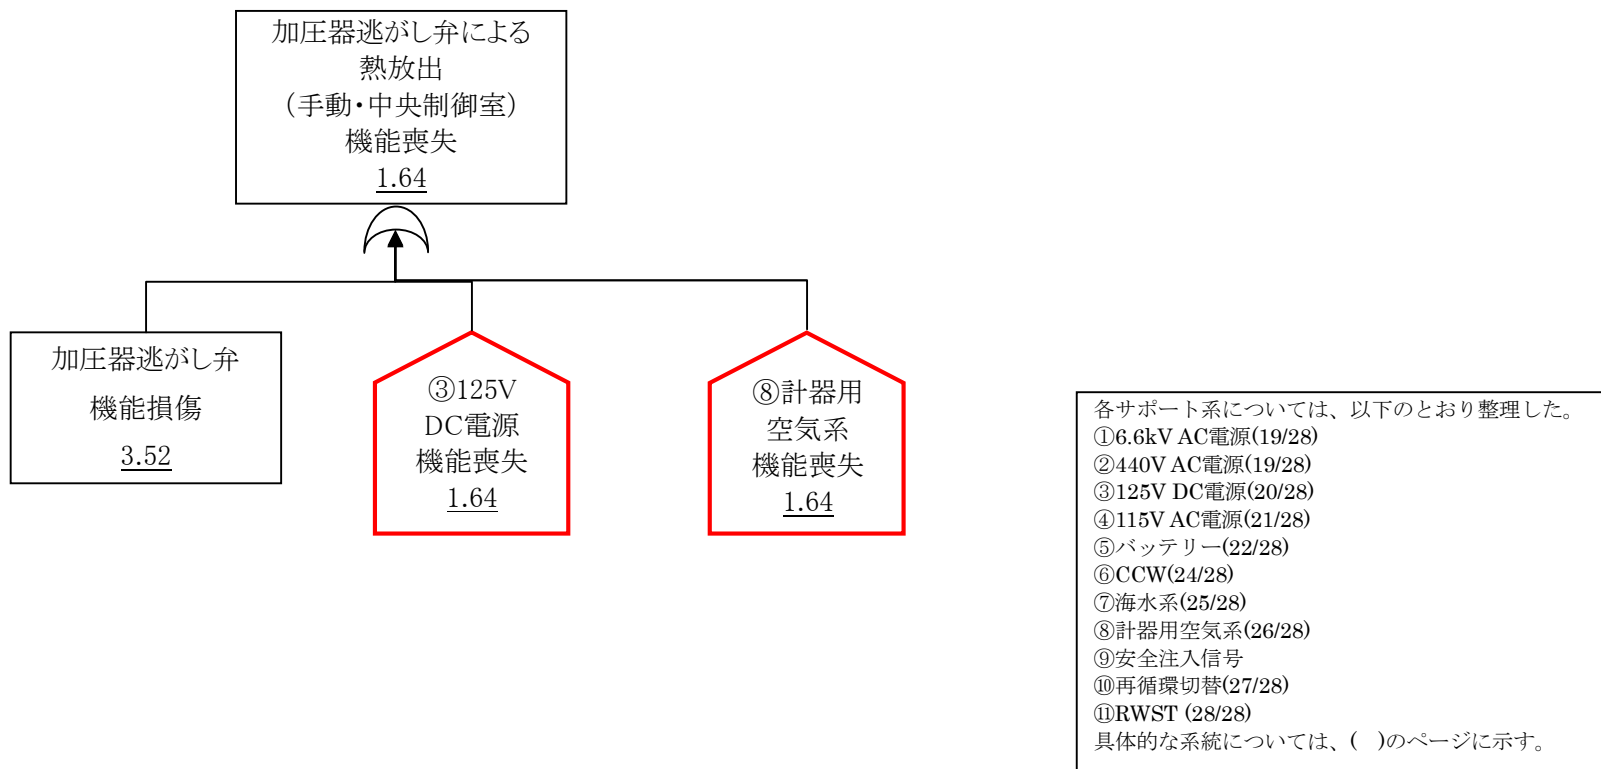 加圧器逃がし弁による
熱放出
（手動・中央制御室）
機能喪失
1.64
加圧器逃がし弁
機能損傷
3.52
③125V
DC電源
機能喪失
1.64
⑧計器用
空気系
機能喪失
1.64
各サポート系については、以下のとおり整理した。
①6.6kV AC電源(19/28)
②440V AC電源(19/28)
③125V DC電源(20/28)
④115V AC電源(21/28)
⑤バッテリー(22/28)
⑥CCW(24/28)
⑦海水系(25/28)
⑧計器用空気系(26/28)
⑨安全注入信号
⑩再循環切替(27/28)
⑪RWST (28/28)
具体的な系統については、(　)のページに示す。